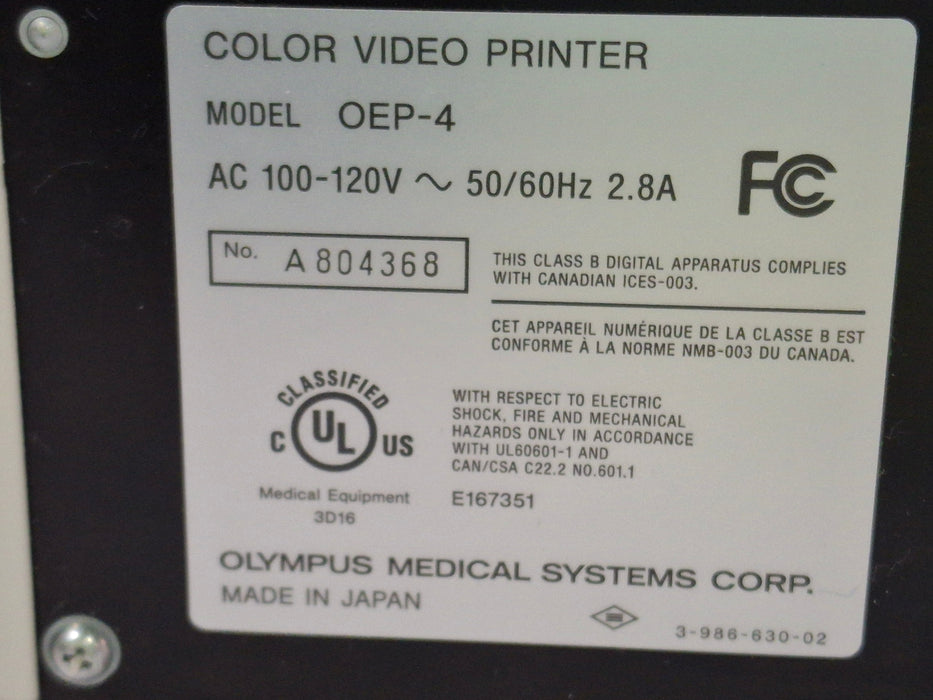 COLOR VIDEO PRINTER
MODEL OEP-4
AC 100-120V ~ 50/60Hz 2.8A
FC
No. A804368
THIS CLASS B DIGITAL APPARATUS COMPLIES
WITH CANADIAN ICES-003.
CET APPAREIL NUMÉRIQUE DE LA CLASSE B EST
CONFORME À LA NORME NMB-003 DU CANADA.
CLASSIFIED
C UL US
Medical Equipment
3D16
WITH RESPECT TO ELECTRIC
SHOCK, FIRE AND MECHANICAL
HAZARDS ONLY IN ACCORDANCE
WITH UL60601-1 AND
CAN/CSA C22.2 NO.601.1
E167351
OLYMPUS MEDICAL SYSTEMS CORP.
MADE IN JAPAN
3-986-630-02